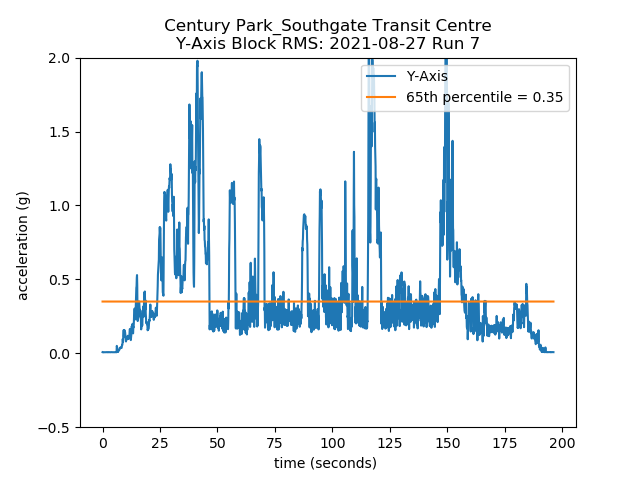 Century Park_Southgate Transit Centre
Y-Axis Block RMS: 2021-08-27 Run 7
Y-Axis
65th percentile = 0.35
acceleration (g)
2.0
1.5
1.0
0.5
0.0
−0.5
0 25 50 75 100 125 150 175 200
time (seconds)